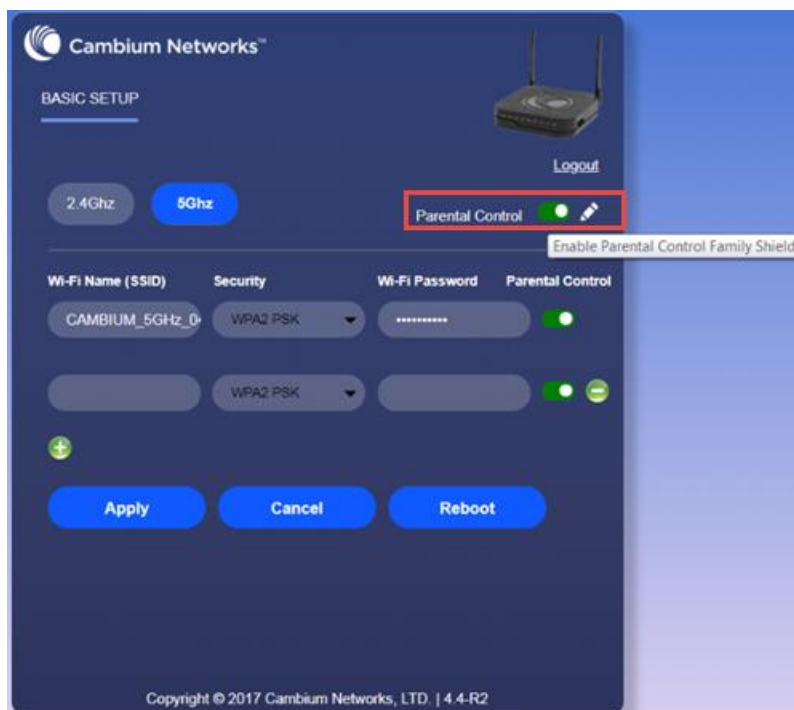 Cambium Networks™
BASIC SETUP
Logout
2.4Ghz 5Ghz Parental Control
Enable Parental Control Family Shield
Wi-Fi Name (SSID) Security Wi-Fi Password Parental Control
CAMBIUM_5GHz_0 WPA2 PSK ••••••••••
WPA2 PSK
Apply Cancel Reboot
Copyright © 2017 Cambium Networks, LTD. | 4.4-R2